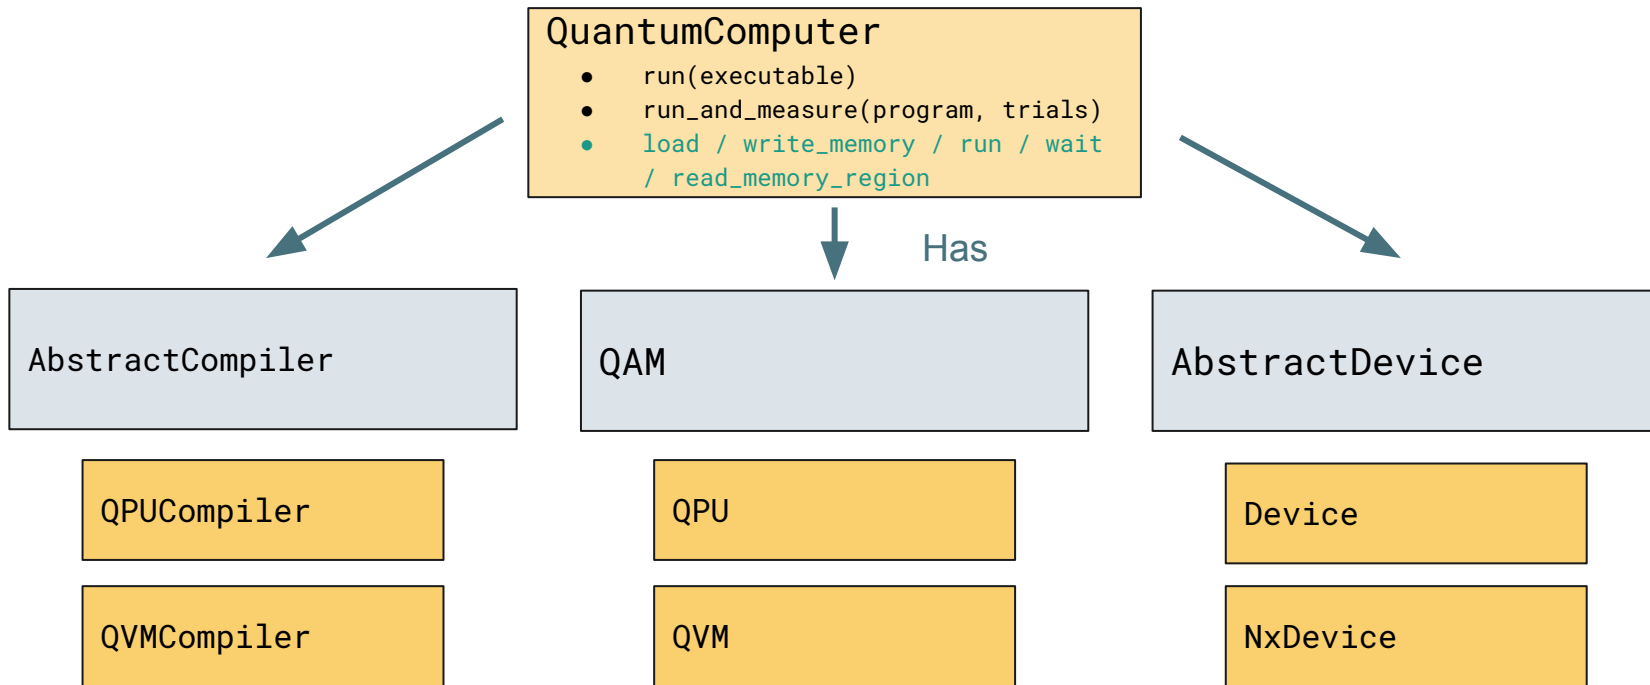 QuantumComputer
● run(executable)
● run_and_measure(program, trials)
● load / write_memory / run / wait
/ read_memory_region
Has
AbstractCompiler
QAM
AbstractDevice
QPUCompiler
QPU
Device
QVMCompiler
QVM
NxDevice